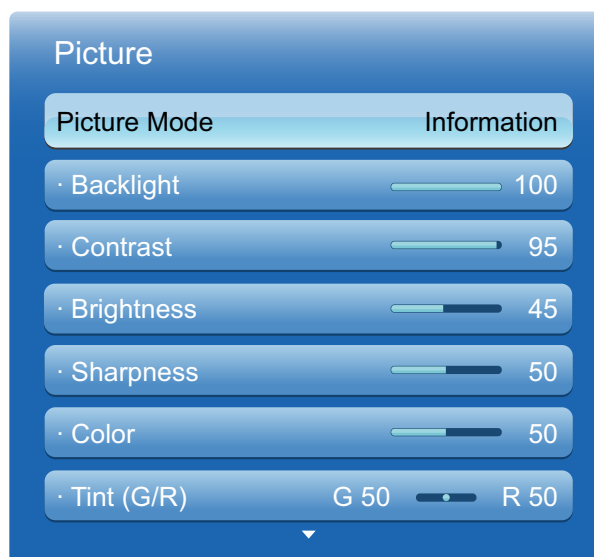 Picture
Picture Mode Information
· Backlight 100
· Contrast 95
· Brightness 45
· Sharpness 50
· Color 50
· Tint (G/R) G 50 R 50